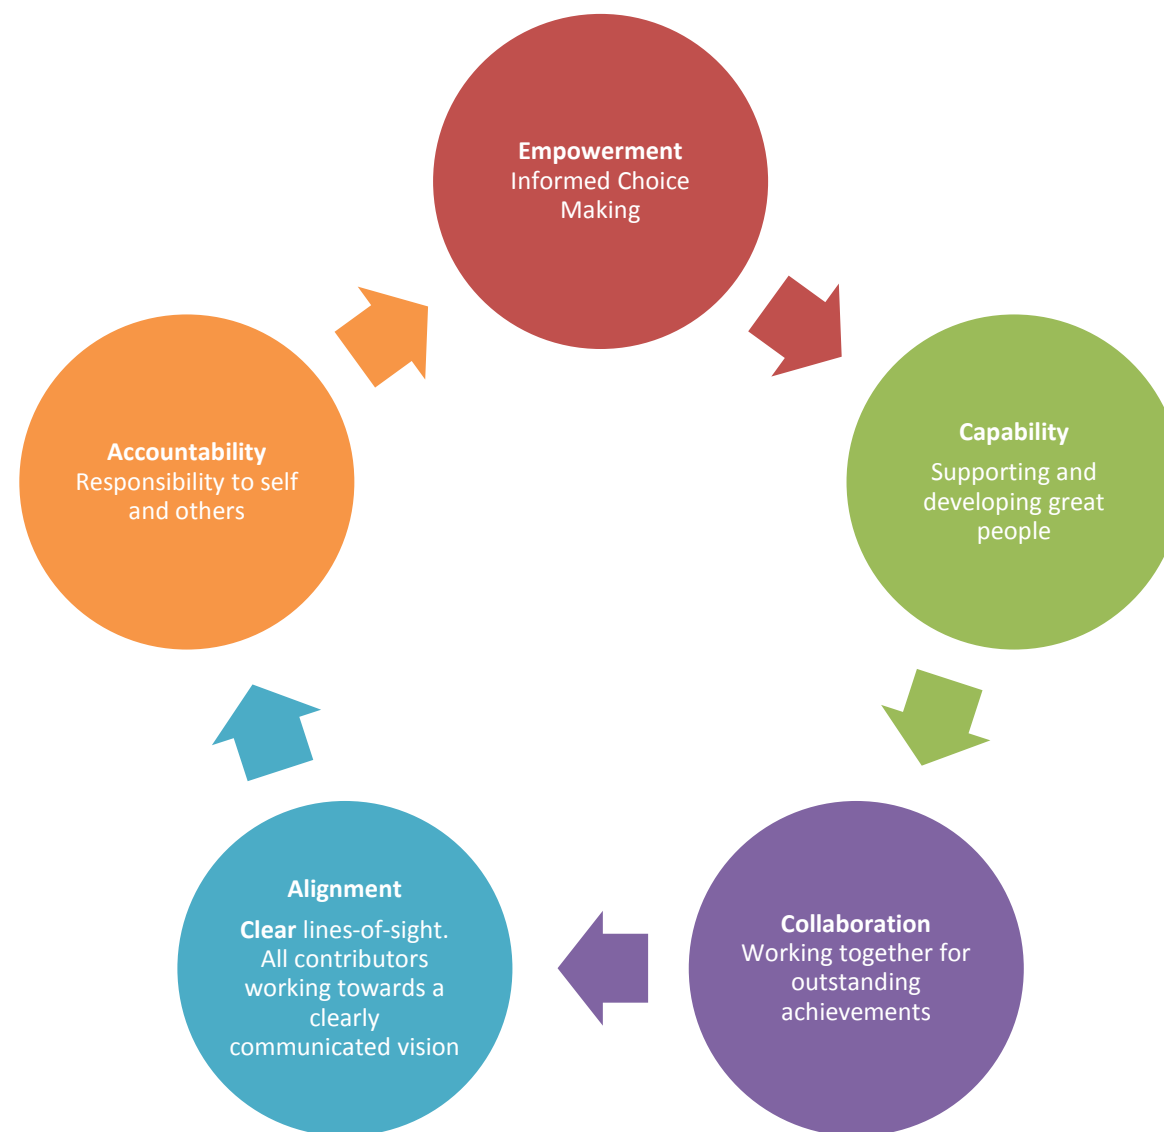 Empowerment
Informed Choice
Making
Capability
Supporting and
developing great
people
Collaboration
Working together for
outstanding
achievements
Alignment
Clear lines-of-sight.
All contributors
working towards a
clearly
communicated vision
Accountability
Responsibility to self
and others